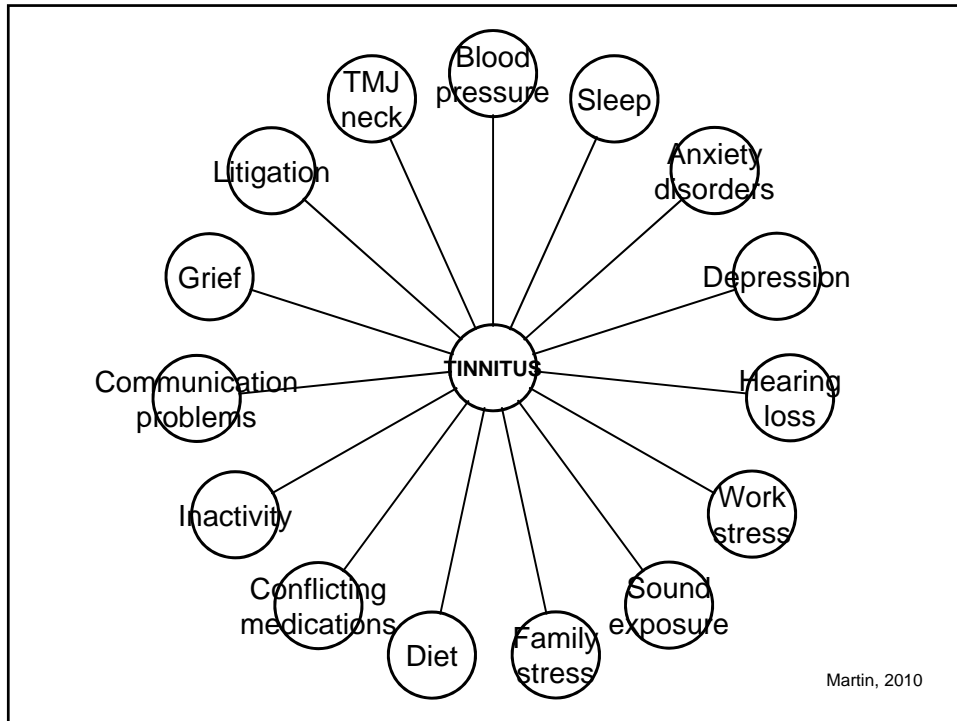 Blood
pressure
Sleep
Anxiety
disorders
Depression
Hearing
loss
Work
stress
Sound
exposure
Family
stress
Diet
Conflicting
medications
Inactivity
Communication
problems
Grief
Litigation
TMJ
neck
TINNITUS
Martin, 2010